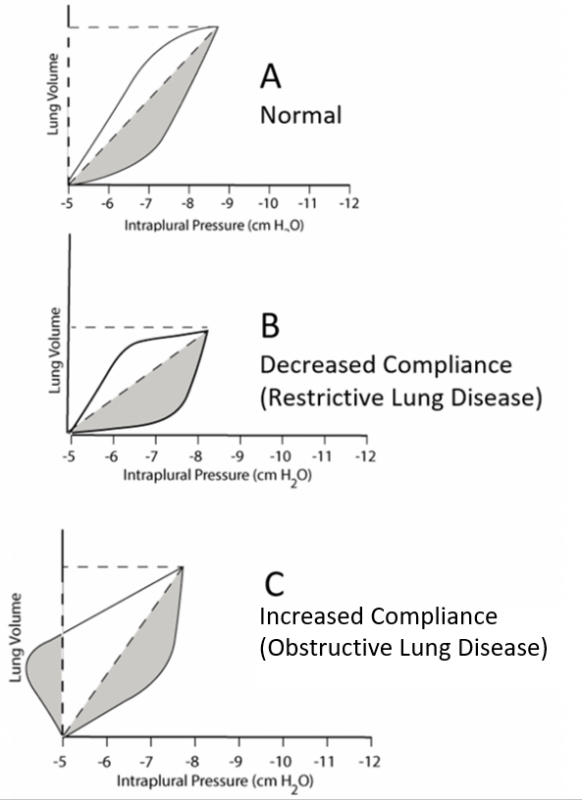 Lung Volume
A
Normal
-5 -6 -7 -8 -9 -10 -11 -12
Intraplural Pressure (cm H2O)
Lung Volume
B
Decreased Compliance
(Restrictive Lung Disease)
-5 -6 -7 -8 -9 -10 -11 -12
Intraplural Pressure (cm H2O)
Lung Volume
C
Increased Compliance
(Obstructive Lung Disease)
-5 -6 -7 -8 -9 -10 -11 -12
Intraplural Pressure (cm H2O)